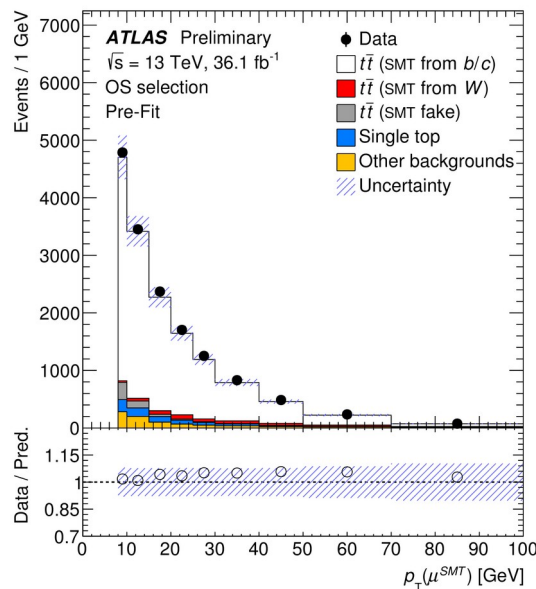 Events / 1 GeV
7000
6000
5000
4000
3000
2000
1000
0
ATLAS Preliminary
√s = 13 TeV, 36.1 fb⁻¹
OS selection
Pre-Fit
Data
tt̄ (SMT from b/c)
tt̄ (SMT from W)
tt̄ (SMT fake)
Single top
Other backgrounds
Uncertainty
Data / Pred.
1.15
1
0.85
0.7
0 10 20 30 40 50 60 70 80 90 100
p_T(μ^SMT) [GeV]